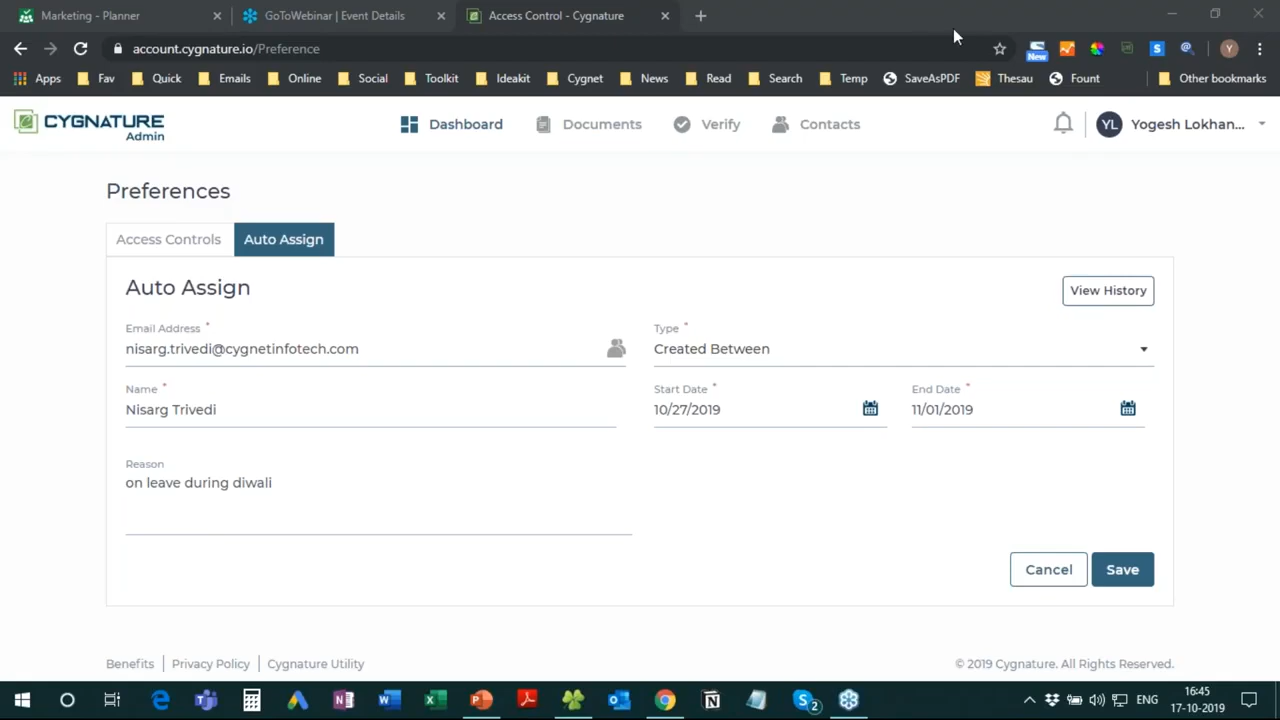 Marketing - Planner
GoToWebinar | Event Details
Access Control - Cygnature
account.cygnature.io/Preference
New
S
Y
Apps
Fav
Quick
Emails
Online
Social
Toolkit
Ideakit
Cygnet
News
Read
Search
Temp
SaveAsPDF
Thesau
Fount
Other bookmarks
CYGNATURE
Admin
Dashboard
Documents
Verify
Contacts
YL
Yogesh Lokhan...
Preferences
Access Controls
Auto Assign
Auto Assign
View History
Email Address *
Type *
nisarg.trivedi@cygnetinfotech.com
Created Between
Name *
Start Date *
End Date *
Nisarg Trivedi
10/27/2019
11/01/2019
Reason
on leave during diwali
Cancel
Save
Benefits
Privacy Policy
Cygnature Utility
© 2019 Cygnature. All Rights Reserved.
2
ENG
16:45
17-10-2019